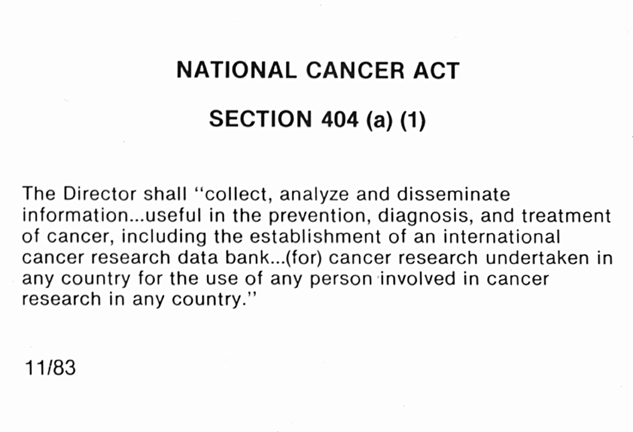 NATIONAL CANCER ACT
SECTION 404 (a) (1)
The Director shall “collect, analyze and disseminate
information...useful in the prevention, diagnosis, and treatment
of cancer, including the establishment of an international
cancer research data bank...(for) cancer research undertaken in
any country for the use of any person involved in cancer
research in any country.”
11/83